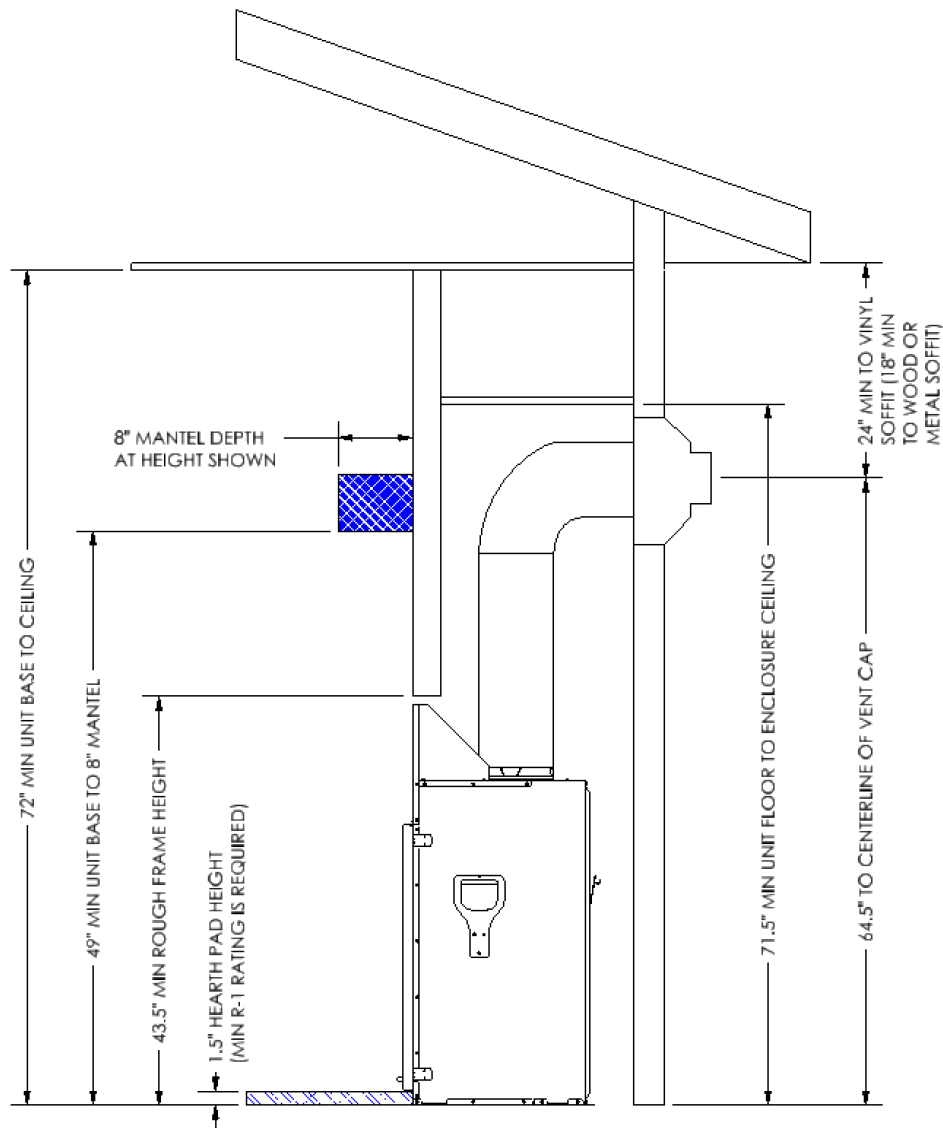 24" MIN TO VINYL
SOFFIT (18" MIN
TO WOOD OR
METAL SOFFIT)
8" MANTEL DEPTH
AT HEIGHT SHOWN
72" MIN UNIT BASE TO CEILING
49" MIN UNIT BASE TO 8" MANTEL
43.5" MIN ROUGH FRAME HEIGHT
1.5" HEARTH PAD HEIGHT
(MIN R-1 RATING IS REQUIRED)
71.5" MIN UNIT FLOOR TO ENCLOSURE CEILING
64.5" TO CENTERLINE OF VENT CAP